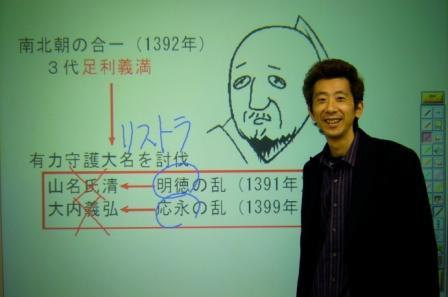 南北朝の合一（1392年）
３代足利義満
リストラ
有力守護大名を討伐
山名氏清 ← 明徳の乱（1391年）
大内義弘 ← 応永の乱（1399年